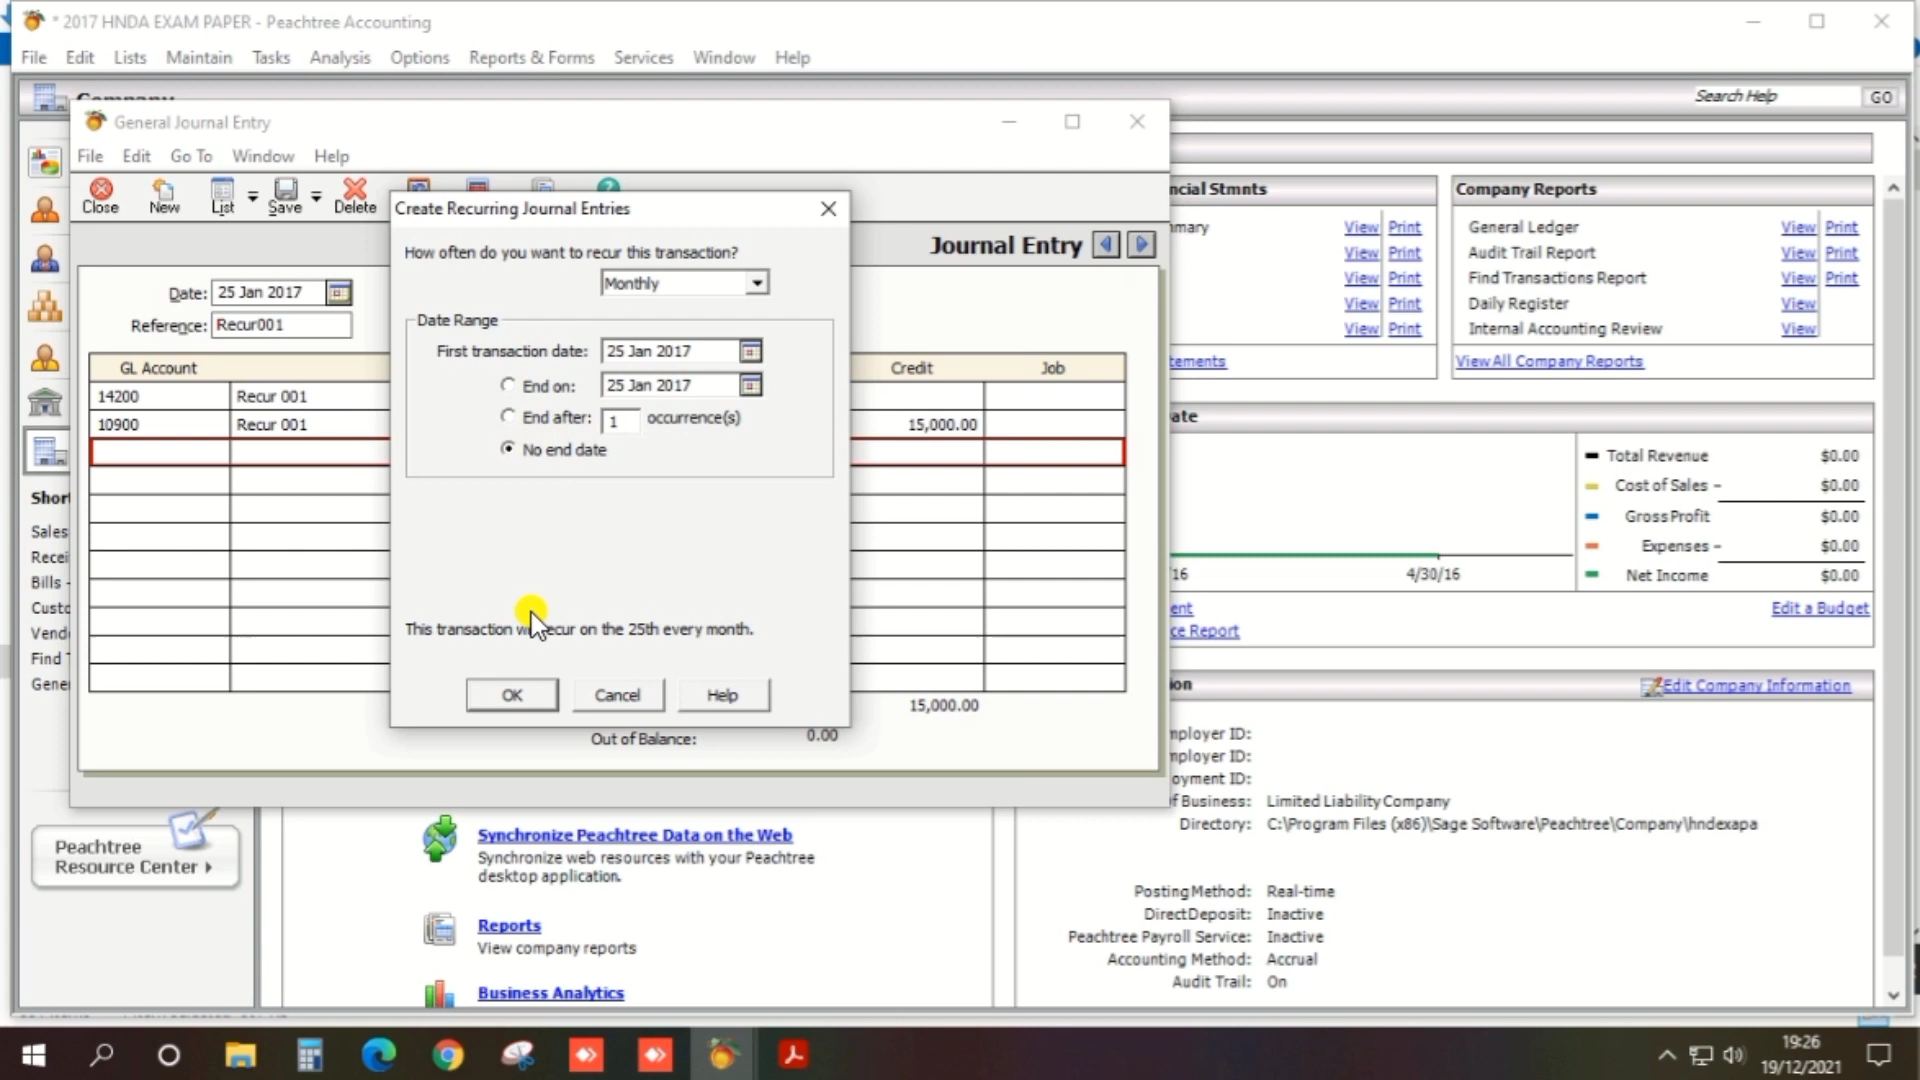 * 2017 HNDA EXAM PAPER - Peachtree Accounting
File Edit Lists Maintain Tasks Analysis Options Reports & Forms Services Window Help
Search Help GO
General Journal Entry
File Edit Go To Window Help
Close New List Save Delete
Journal Entry
Date: 25 Jan 2017
Reference: Recur001
GL Account Credit Job
14200 Recur 001
10900 Recur 001 15,000.00
15,000.00
Out of Balance: 0.00
Create Recurring Journal Entries
How often do you want to recur this transaction?
Monthly
Date Range
First transaction date: 25 Jan 2017
End on: 25 Jan 2017
End after: 1 occurrence(s)
No end date
This transaction recur on the 25th every month.
OK Cancel Help
Stmnts
View Print
View Print
View Print
View Print
View Print
Company Reports
General Ledger View Print
Audit Trail Report View Print
Find Transactions Report View Print
Daily Register View
Internal Accounting Review View
View All Company Reports
Total Revenue $0.00
Cost of Sales - $0.00
Gross Profit $0.00
Expenses - $0.00
Net Income $0.00
4/30/16
Edit a Budget
Report
Edit Company Information
ID:
ID:
ID:
Business: Limited Liability Company
Directory: C:\Program Files (x86)\Sage Software\Peachtree\Company\hndexapa
Posting Method: Real-time
Direct Deposit: Inactive
Peachtree Payroll Service: Inactive
Accounting Method: Accrual
Audit Trail: On
Sales
Find
Peachtree
Resource Center
Synchronize Peachtree Data on the Web
Synchronize web resources with your Peachtree
desktop application.
Reports
View company reports
Business Analytics
19:26
19/12/2021